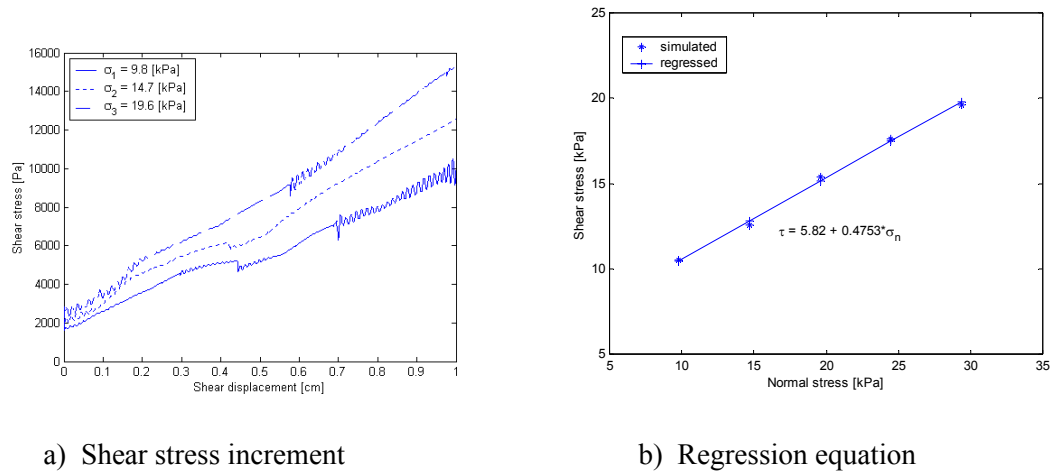 16000
14000
12000
10000
8000
6000
4000
2000
0
Shear stress [Pa]
σ1 = 9.8 [kPa]
σ2 = 14.7 [kPa]
σ3 = 19.6 [kPa]
0 0.1 0.2 0.3 0.4 0.5 0.6 0.7 0.8 0.9 1
Shear displacement [cm]
a) Shear stress increment
25
20
15
10
5
Shear stress [kPa]
simulated
regressed
τ = 5.82 + 0.4753*σn
5 10 15 20 25 30 35
Normal stress [kPa]
b) Regression equation